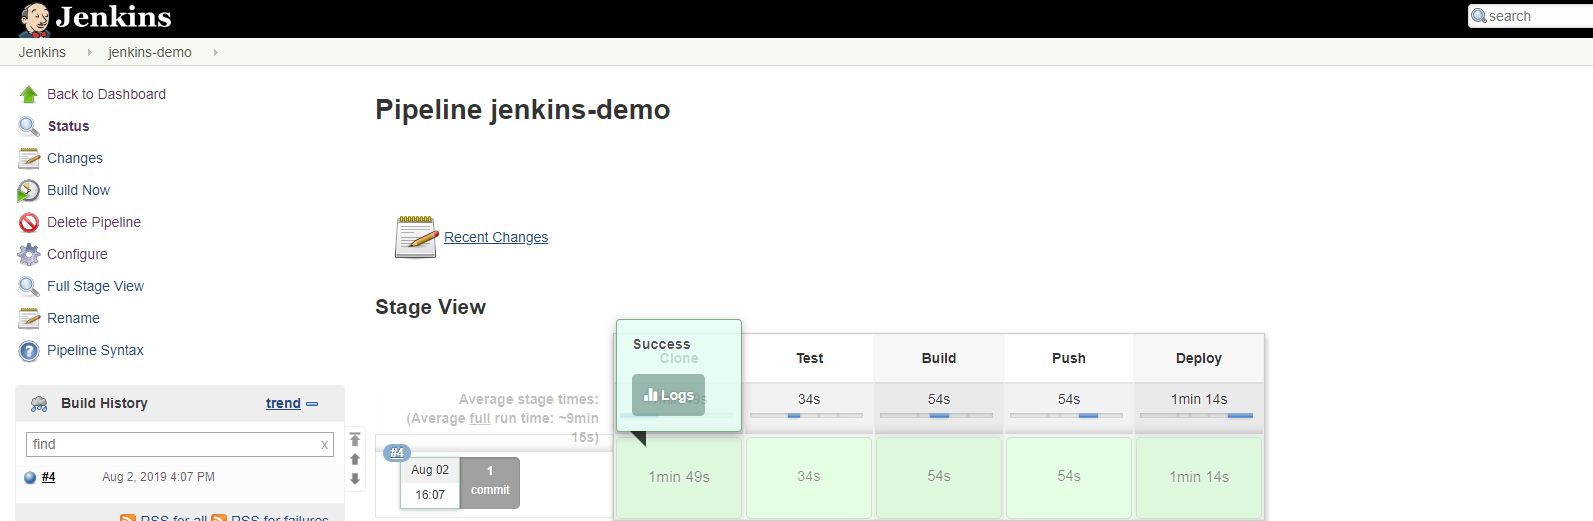 Jenkins
search
Jenkins
jenkins-demo
Back to Dashboard
Status
Changes
Build Now
Delete Pipeline
Configure
Full Stage View
Rename
Pipeline Syntax
Build History
trend
find
x
#4
Aug 2, 2019 4:07 PM
RSS for all
RSS for failures
Pipeline jenkins-demo
Recent Changes
Stage View
Success
Clone
Logs
Test
Build
Push
Deploy
Average stage times:
(Average full run time: ~9min
15s)
34s
54s
54s
1min 14s
#4
Aug 02
16:07
1
commit
1min 49s
34s
54s
54s
1min 14s